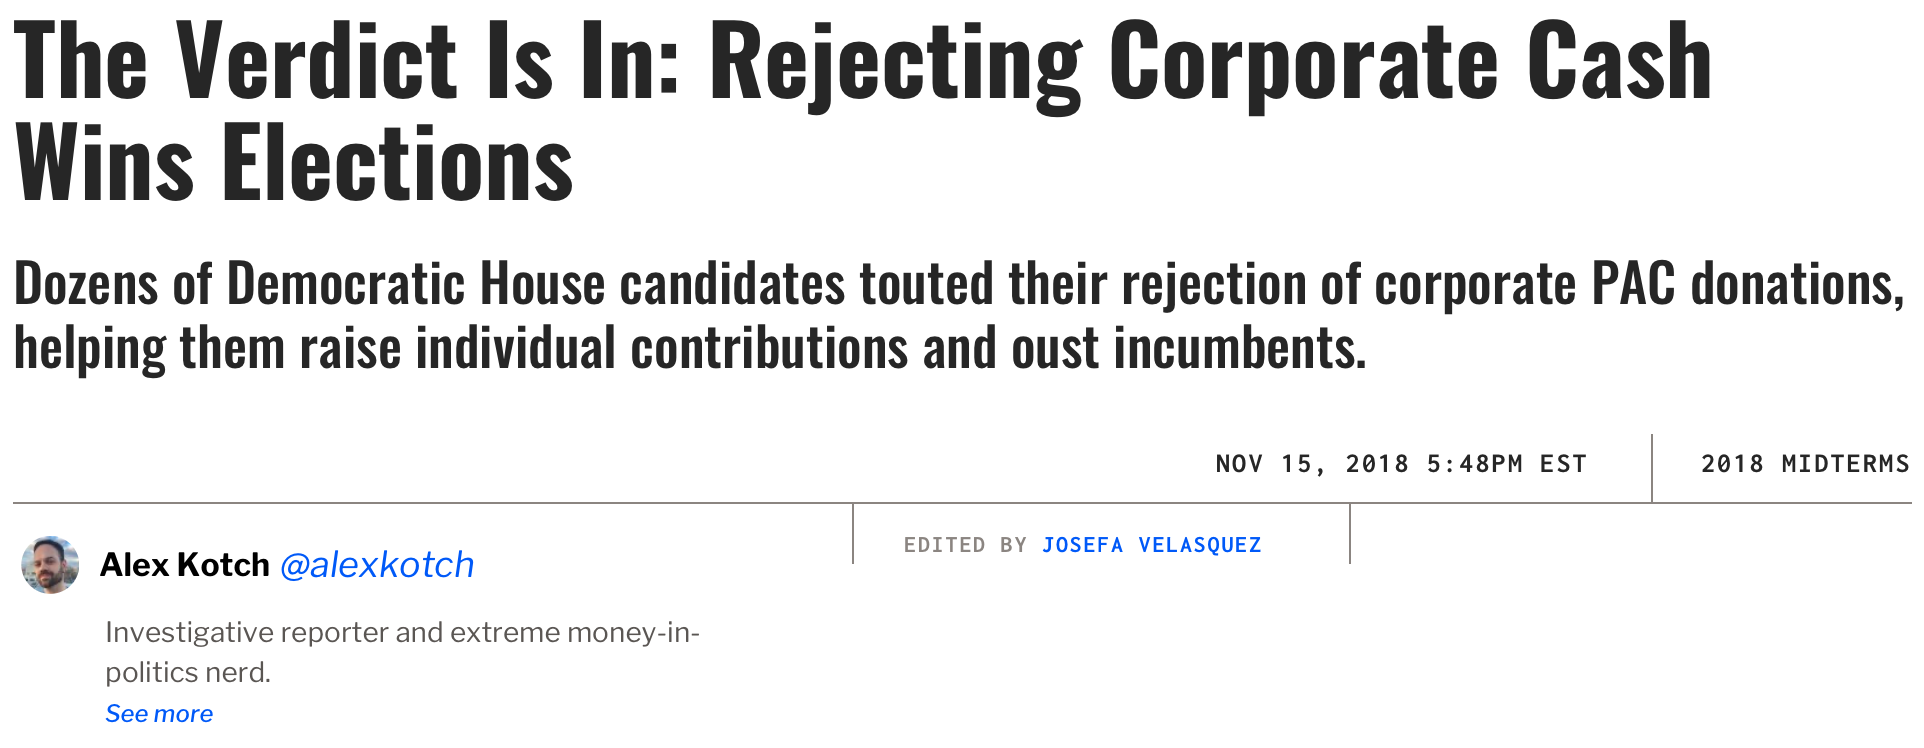 The Verdict Is In: Rejecting Corporate Cash
Wins Elections
Dozens of Democratic House candidates touted their rejection of corporate PAC donations,
helping them raise individual contributions and oust incumbents.
NOV 15, 2018 5:48PM EST
2018 MIDTERMS
Alex Kotch @alexkotch
EDITED BY JOSEFA VELASQUEZ
Investigative reporter and extreme money-in-
politics nerd.
See more